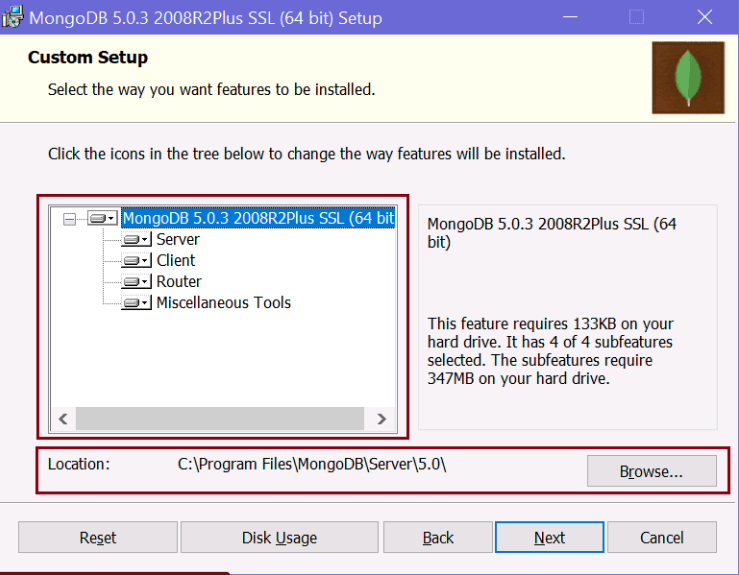 MongoDB 5.0.3 2008R2Plus SSL (64 bit) Setup
Custom Setup
Select the way you want features to be installed.
Click the icons in the tree below to change the way features will be installed.
MongoDB 5.0.3 2008R2Plus SSL (64 bit
Server
Client
Router
Miscellaneous Tools
MongoDB 5.0.3 2008R2Plus SSL (64
bit)
This feature requires 133KB on your
hard drive. It has 4 of 4 subfeatures
selected. The subfeatures require
347MB on your hard drive.
Location: C:\Program Files\MongoDB\Server\5.0\ Browse...
Reset Disk Usage Back Next Cancel